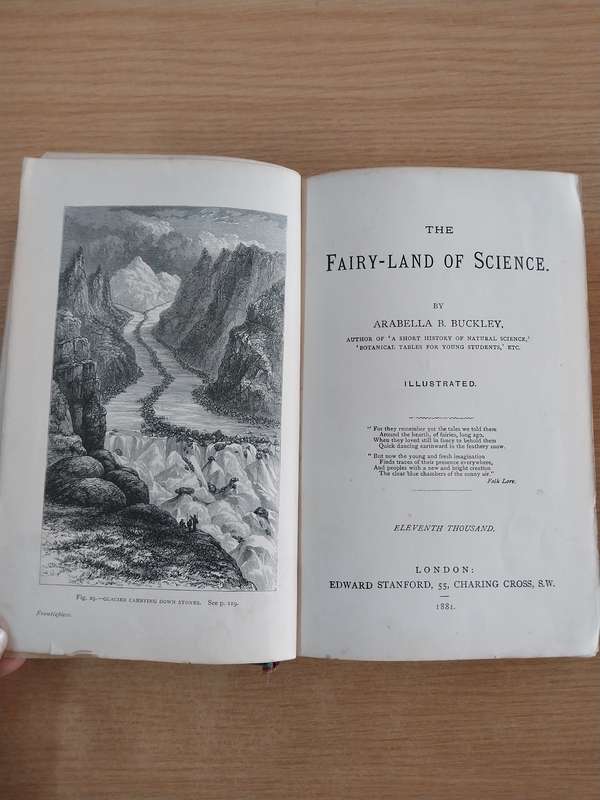 Fig. 25.—GLACIER CARRYING DOWN STONES. See p. 119.
Frontispiece.
THE
FAIRY-LAND OF SCIENCE.
BY
ARABELLA B. BUCKLEY,
AUTHOR OF 'A SHORT HISTORY OF NATURAL SCIENCE,'
'BOTANICAL TABLES FOR YOUNG STUDENTS,' ETC.
ILLUSTRATED.
"For they remember yet the tales we told them
Around the hearth, of fairies, long ago,
When they loved still in fancy to behold them
Quick dancing earthward in the feathery snow.
"But now the young and fresh imagination
Finds traces of their presence everywhere,
And peoples with a new and bright creation
The clear blue chambers of the sunny air."
Folk Lore.
ELEVENTH THOUSAND.
LONDON:
EDWARD STANFORD, 55, CHARING CROSS, S.W.
1881.